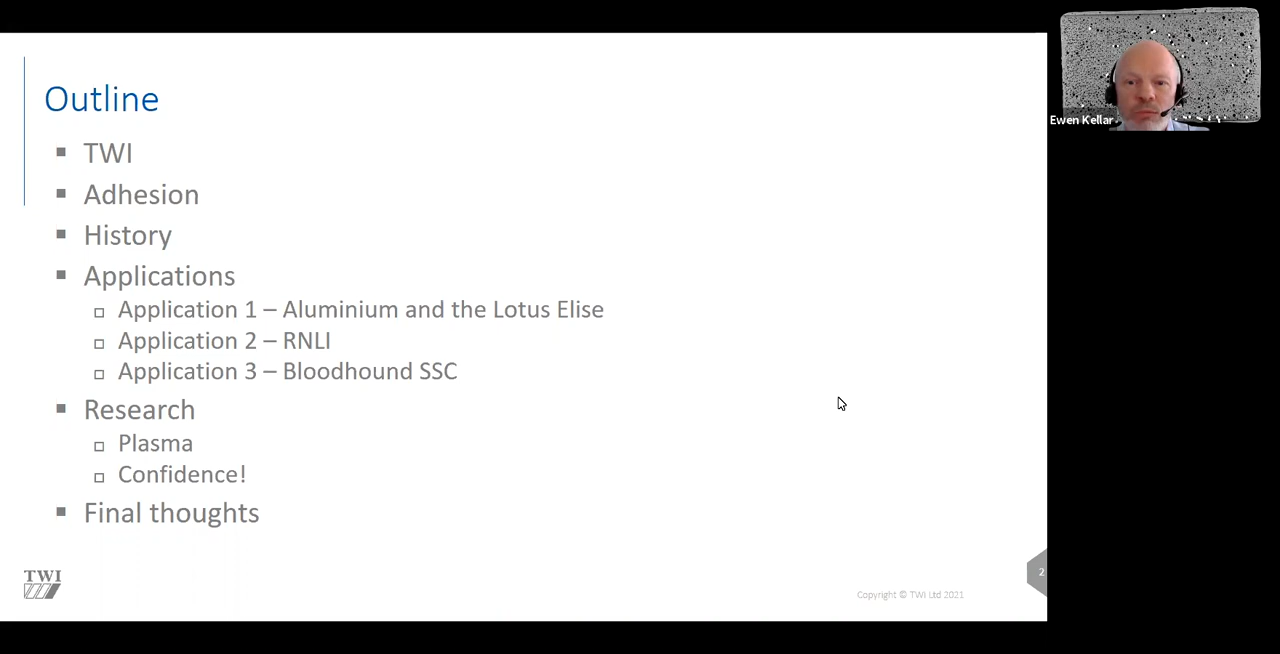 Outline
TWI
Adhesion
History
Applications
Application 1 – Aluminium and the Lotus Elise
Application 2 – RNLI
Application 3 – Bloodhound SSC
Research
Plasma
Confidence!
Final thoughts
TWI
Copyright © TWI Ltd 2021
2
Ewen Kellar